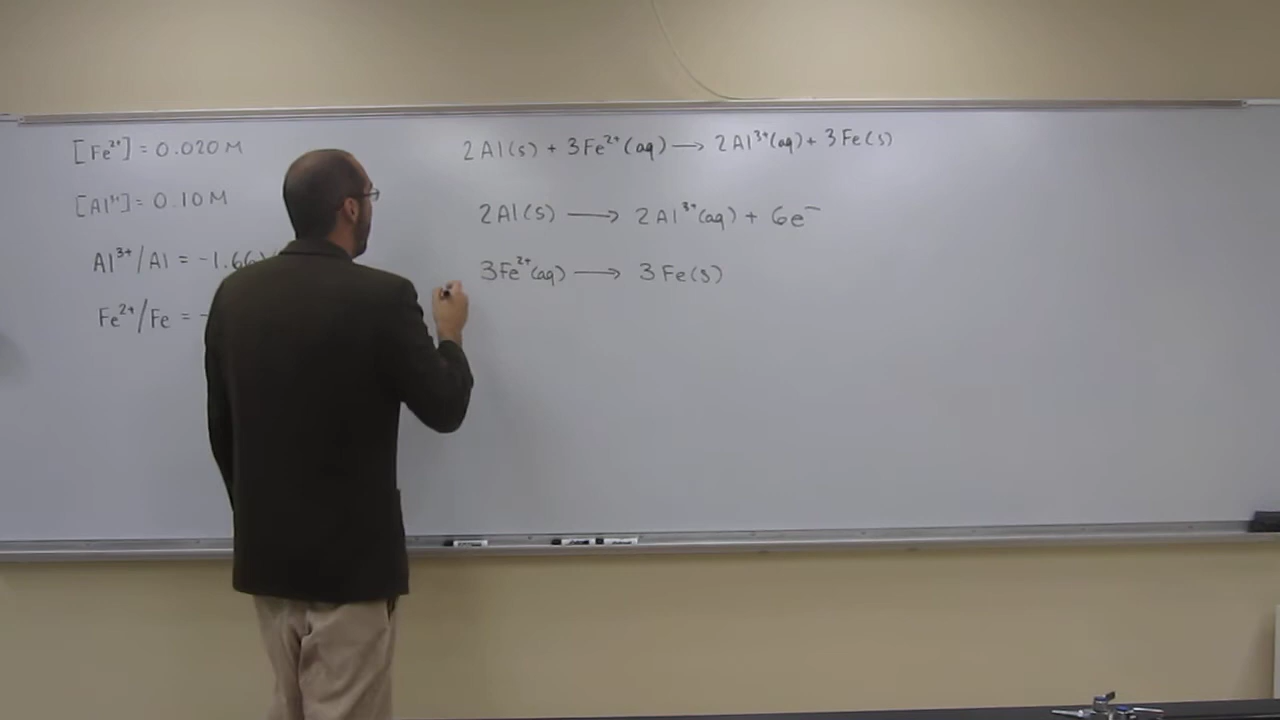 [Fe²⁺] = 0.020 M
[Al³⁺] = 0.10 M
Al³⁺/Al = -1.66
Fe²⁺/Fe = -
2Al(s) + 3Fe²⁺(aq) → 2Al³⁺(aq) + 3Fe(s)
2Al(s) → 2Al³⁺(aq) + 6e⁻
3Fe²⁺(aq) → 3Fe(s)